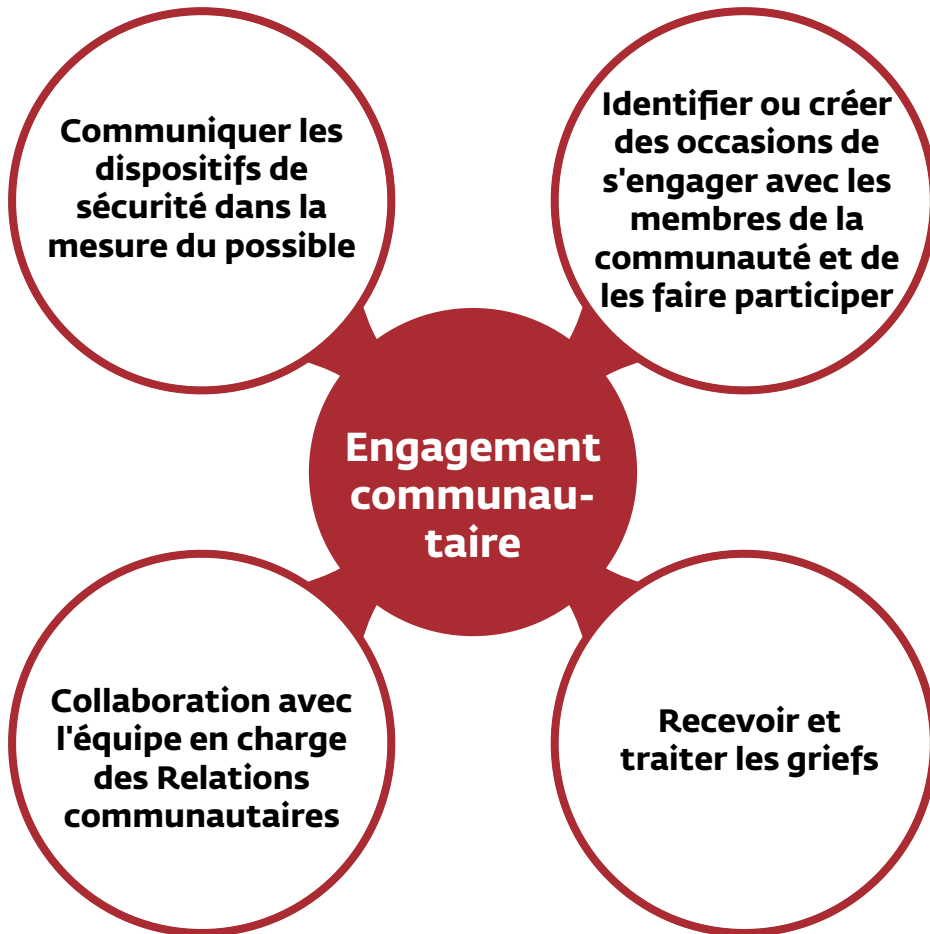 Communiquer les
dispositifs de
sécurité dans la
mesure du possible
Identifier ou créer
des occasions de
s'engager avec les
membres de la
communauté et de
les faire participer
Engagement
communau-
taire
Collaboration avec
l'équipe en charge
des Relations
communautaires
Recevoir et
traiter les griefs